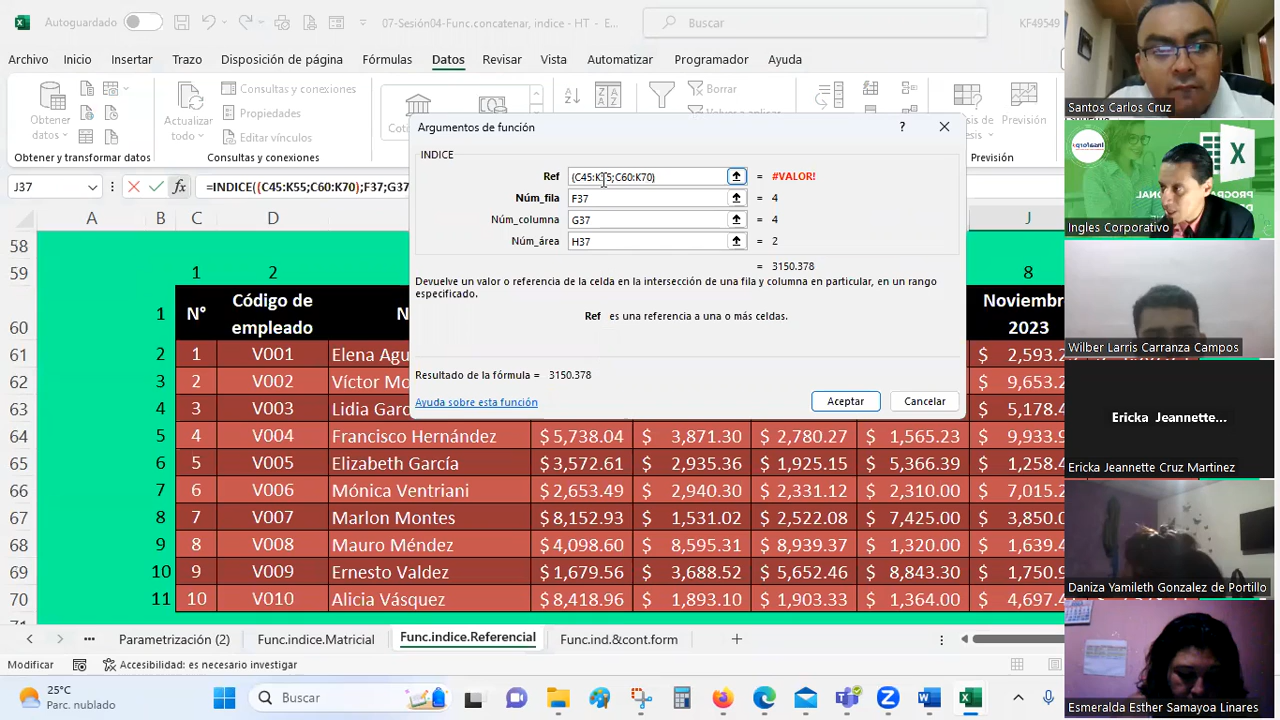 Autoguardado
07-Sesión04-Func.concatenar, indice - HT - E...
Buscar
KF49549
Archivo Inicio Insertar Trazo Disposición de página Fórmulas Datos Revisar Vista Automatizar Programador Ayuda
Obtener datos
Actualizar todo
Consultas y conexiones
Propiedades
Editar vínculos
Borrar
Previsión
Obtener y transformar datos
Consultas y conexiones
Previsión
J37
=INDICE((C45:K55;C60:K70);F37;G37
Argumentos de función
? 
INDICE
Ref (C45:K55;C60:K70) = #VALOR!
Núm_fila F37 = 4
Núm_columna G37 = 4
Núm_área H37 = 2
= 3150.378
Devuelve un valor o referencia de la celda en la intersección de una fila y columna en particular, en un rango
especificado.
Ref es una referencia a una o más celdas.
Resultado de la fórmula = 3150.378
Ayuda sobre esta función
Aceptar Cancelar
A B C D J
58
59 1 2 8
60 1 N° Código de empleado N Noviembr 2023
61 2 1 V001 Elena Agu $ 2,593.2
62 3 2 V002 Víctor Mo $ 9,653.2
63 4 3 V003 Lidia Garc $ 5,178.4
64 5 4 V004 Francisco Hernández $ 5,738.04 $ 3,871.30 $ 2,780.27 $ 1,565.23 $ 9,933.9
65 6 5 V005 Elizabeth García $ 3,572.61 $ 2,935.36 $ 1,925.15 $ 5,366.39 $ 1,258.4
66 7 6 V006 Mónica Ventriani $ 2,653.49 $ 2,940.30 $ 2,331.12 $ 2,310.00 $ 7,015.2
67 8 7 V007 Marlon Montes $ 8,152.93 $ 1,531.02 $ 2,522.08 $ 7,425.00 $ 3,850.0
68 9 8 V008 Mauro Méndez $ 4,098.60 $ 8,595.31 $ 8,939.37 $ 1,320.00 $ 1,639.4
69 10 9 V009 Ernesto Valdez $ 1,679.56 $ 3,688.52 $ 5,652.46 $ 8,843.30 $ 1,750.9
70 11 10 V010 Alicia Vásquez $ 8,418.96 $ 1,893.10 $ 1,903.33 $ 1,364.00 $ 4,697.4
... Parametrización (2) Func.indice.Matricial Func.indice.Referencial Func.ind.&cont.form
Modificar
Accesibilidad: es necesario investigar
25°C
Parc. nublado
Buscar
Santos Carlos Cruz
Ingles Corporativo
Wilber Larris Carranza Campos
Ericka Jeannette...
Ericka Jeannette Cruz Martinez
Daniza Yamileth Gonzalez de Portillo
Esmeralda Esther Samayoa Linares